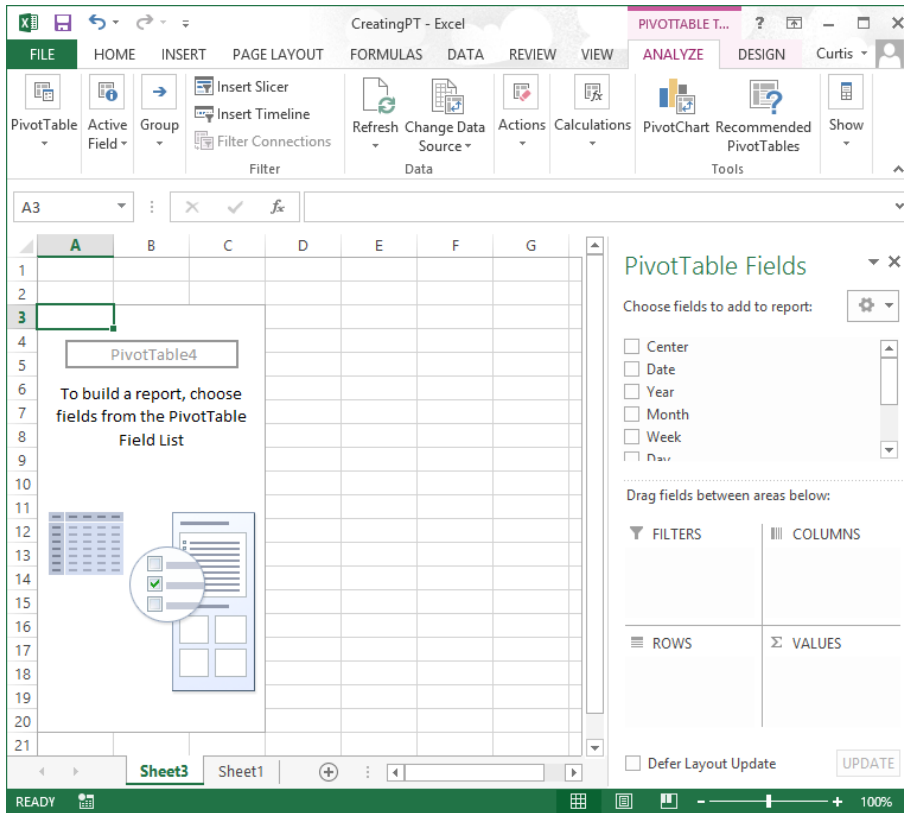 CreatingPT - Excel
PIVOTTABLE T...
?
FILE HOME INSERT PAGE LAYOUT FORMULAS DATA REVIEW VIEW ANALYZE DESIGN Curtis
PivotTable
Active
Field
Group
Insert Slicer
Insert Timeline
Filter Connections
Filter
Refresh
Change Data
Source
Data
Actions
Calculations
PivotChart
Recommended
PivotTables
Tools
Show
A3
fx
A B C D E F G
1
2
3
4
5
6
7
8
9
10
11
12
13
14
15
16
17
18
19
20
21
PivotTable4
To build a report, choose
fields from the PivotTable
Field List
PivotTable Fields
Choose fields to add to report:
Center
Date
Year
Month
Week
Day
Drag fields between areas below:
FILTERS
COLUMNS
ROWS
Σ VALUES
Defer Layout Update
UPDATE
Sheet3 Sheet1
READY
100%